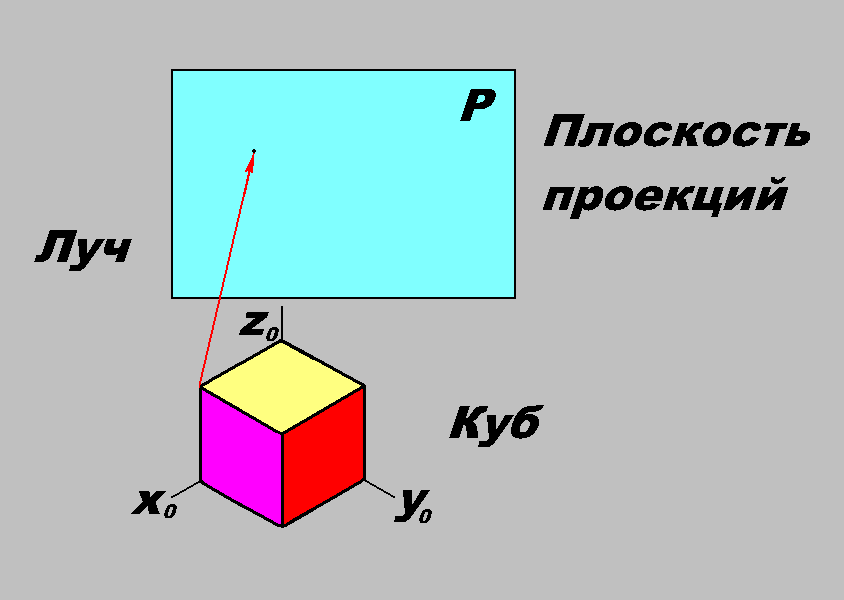 P
Плоскость
проекций
Луч
z₀
Куб
x₀
y₀